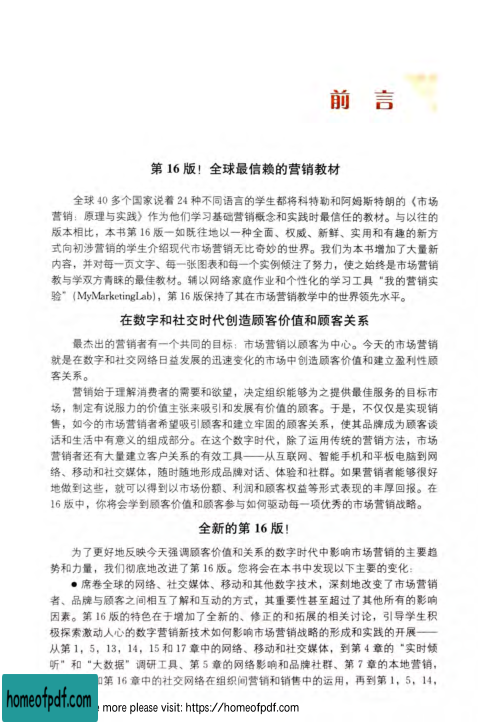 前 言
第 16 版！全球最信赖的营销教材
全球 40 多个国家说着 24 种不同语言的学生都将科特勒和阿姆斯特朗的《市场
营销：原理与实践》作为他们学习基础营销概念和实践时最信任的教材。与以往的
版本相比，本书第 16 版一如既往地以一种全面、权威、新鲜、实用和有趣的新方
式向初涉营销的学生介绍现代市场营销无比奇妙的世界。我们为本书增加了大量新
内容，并对每一页文字、每一张图表和每一个实例倾注了努力，使之始终是市场营销
教与学双方青睐的最佳教材。辅以网络家庭作业和个性化的学习工具“我的营销实
验”(MyMarketingLab)，第 16 版保持了其在市场营销教学中的世界领先水平。
在数字和社交时代创造顾客价值和顾客关系
最杰出的营销者有一个共同的目标：市场营销以顾客为中心。今天的市场营销
就是在数字和社交网络日益发展的迅速变化的市场中创造顾客价值和建立盈利性顾
客关系。
营销始于理解消费者的需要和欲望，决定组织能够为之提供最佳服务的目标市
场，制定有说服力的价值主张来吸引和发展有价值的顾客。于是，不仅仅是实现销
售，如今的市场营销者希望吸引顾客和建立牢固的顾客关系，使其品牌成为顾客谈
话和生活中有意义的组成部分。在这个数字时代，除了运用传统的营销方法，市场
营销者还有大量建立客户关系的有效工具——从互联网、智能手机和平板电脑到网
络、移动和社交媒体，随时随地形成品牌对话、体验和社群。如果营销者能够很好
地做到这些，就可以得到以市场份额、利润和顾客权益等形式表现的丰厚回报。在
16 版中，你将会学到顾客价值和顾客参与如何驱动每一项优秀的市场营销战略。
全新的第 16 版！
为了更好地反映今天强调顾客价值和关系的数字时代中影响市场营销的主要趋
势和力量，我们彻底地改进了第 16 版。您将会在本书中发现以下主要的变化：
● 席卷全球的网络、社交媒体、移动和其他数字技术，深刻地改变了市场营销
者、品牌与顾客之间相互了解和互动的方式，其重要性甚至超过了其他所有的影响
因素。第 16 版的特色在于增加了全新的、修正的和拓展的相关讨论，引导学生积
极探索激动人心的数字营销新技术如何影响市场营销战略的形成和实践的开展——
从第 1，5，13，14，15 和 17 章中的网络、移动和社交媒体，到第 4 章的“实时倾
听”和“大数据”调研工具、第 5 章的网络影响和品牌社群、第 7 章的本地营销，
和第 16 章中的社交网络在组织间营销和销售中的运用，再到第 1，5，14，
homeofpdf.com
e more please visit: https://homeofpdf.com